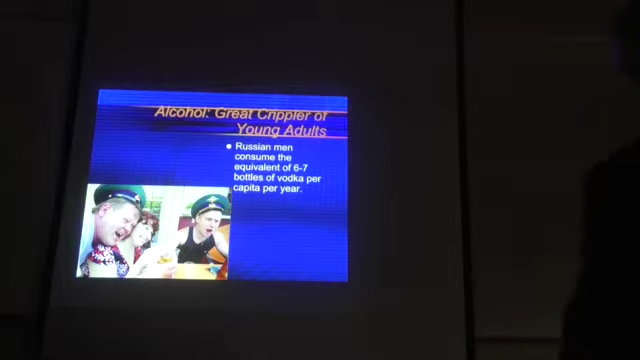 Alcohol: Great Crippler of
Young Adults
Russian men
consume the
equivalent of 6-7
bottles of vodka per
capita per year.